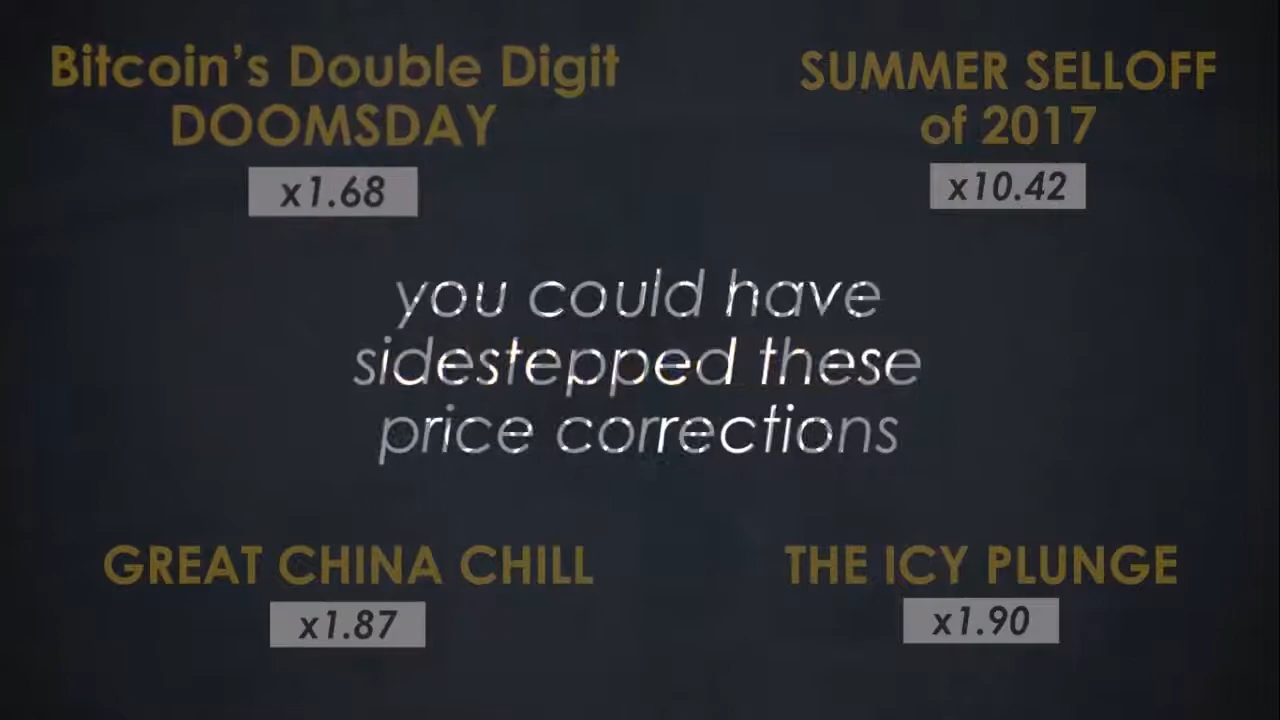 Bitcoin's Double Digit
DOOMSDAY
x1.68
SUMMER SELLOFF
of 2017
x10.42
you could have
sidestepped these
price corrections
GREAT CHINA CHILL
x1.87
THE ICY PLUNGE
x1.90